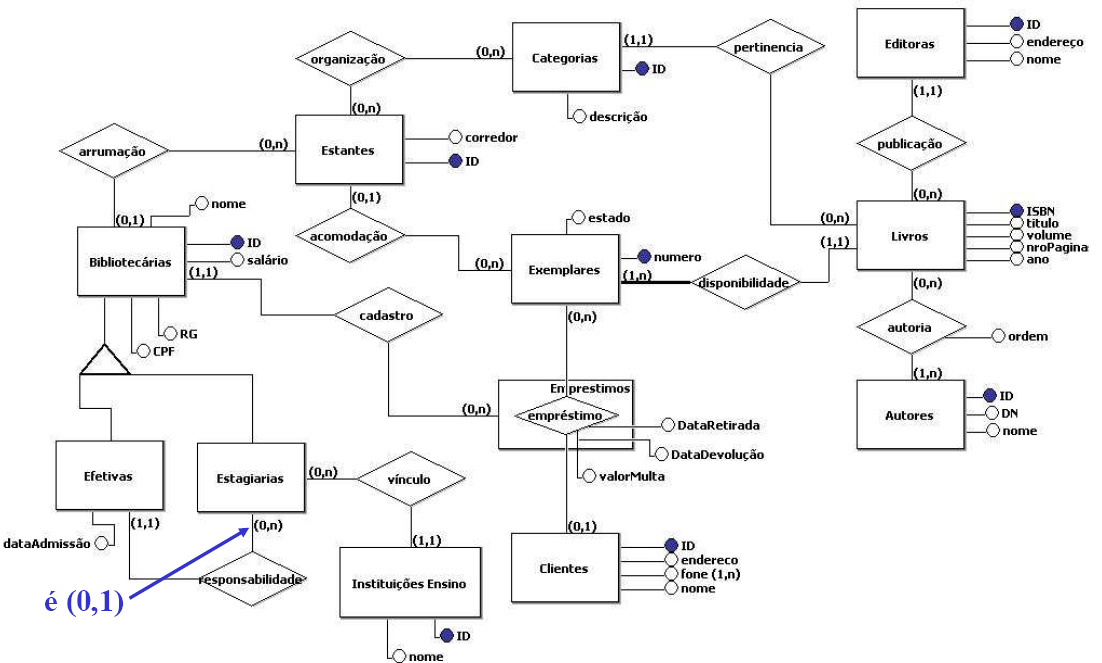 ID
endereço
nome
Editoras
(1,1)
organização
(0,n)
Categorias
(1,1)
ID
descrição
pertinencia
(0,n)
arrumação
(0,n)
Estantes
corredor
ID
publicação
(0,1)
(0,1)
acomodação
(0,n)
nome
Bibliotecárias
ID
salário
(1,1)
RG
CPF
estado
Exemplares
numero
(0,n)
(1,n)
disponibilidade
(0,n)
(1,1)
(0,n)
Livros
ISBN
titulo
volume
nroPagina
ano
(0,n)
cadastro
(0,n)
autoria
ordem
(1,n)
Autores
ID
DN
nome
(0,n)
Emprestimos
empréstimo
DataRetirada
DataDevolução
valorMulta
Efetivas
(1,1)
dataAdmissão
Estagiarias
(0,n)
(0,n)
vínculo
(1,1)
responsabilidade
é (0,1)
Instituições Ensino
ID
nome
(0,1)
Clientes
ID
endereco
fone (1,n)
nome